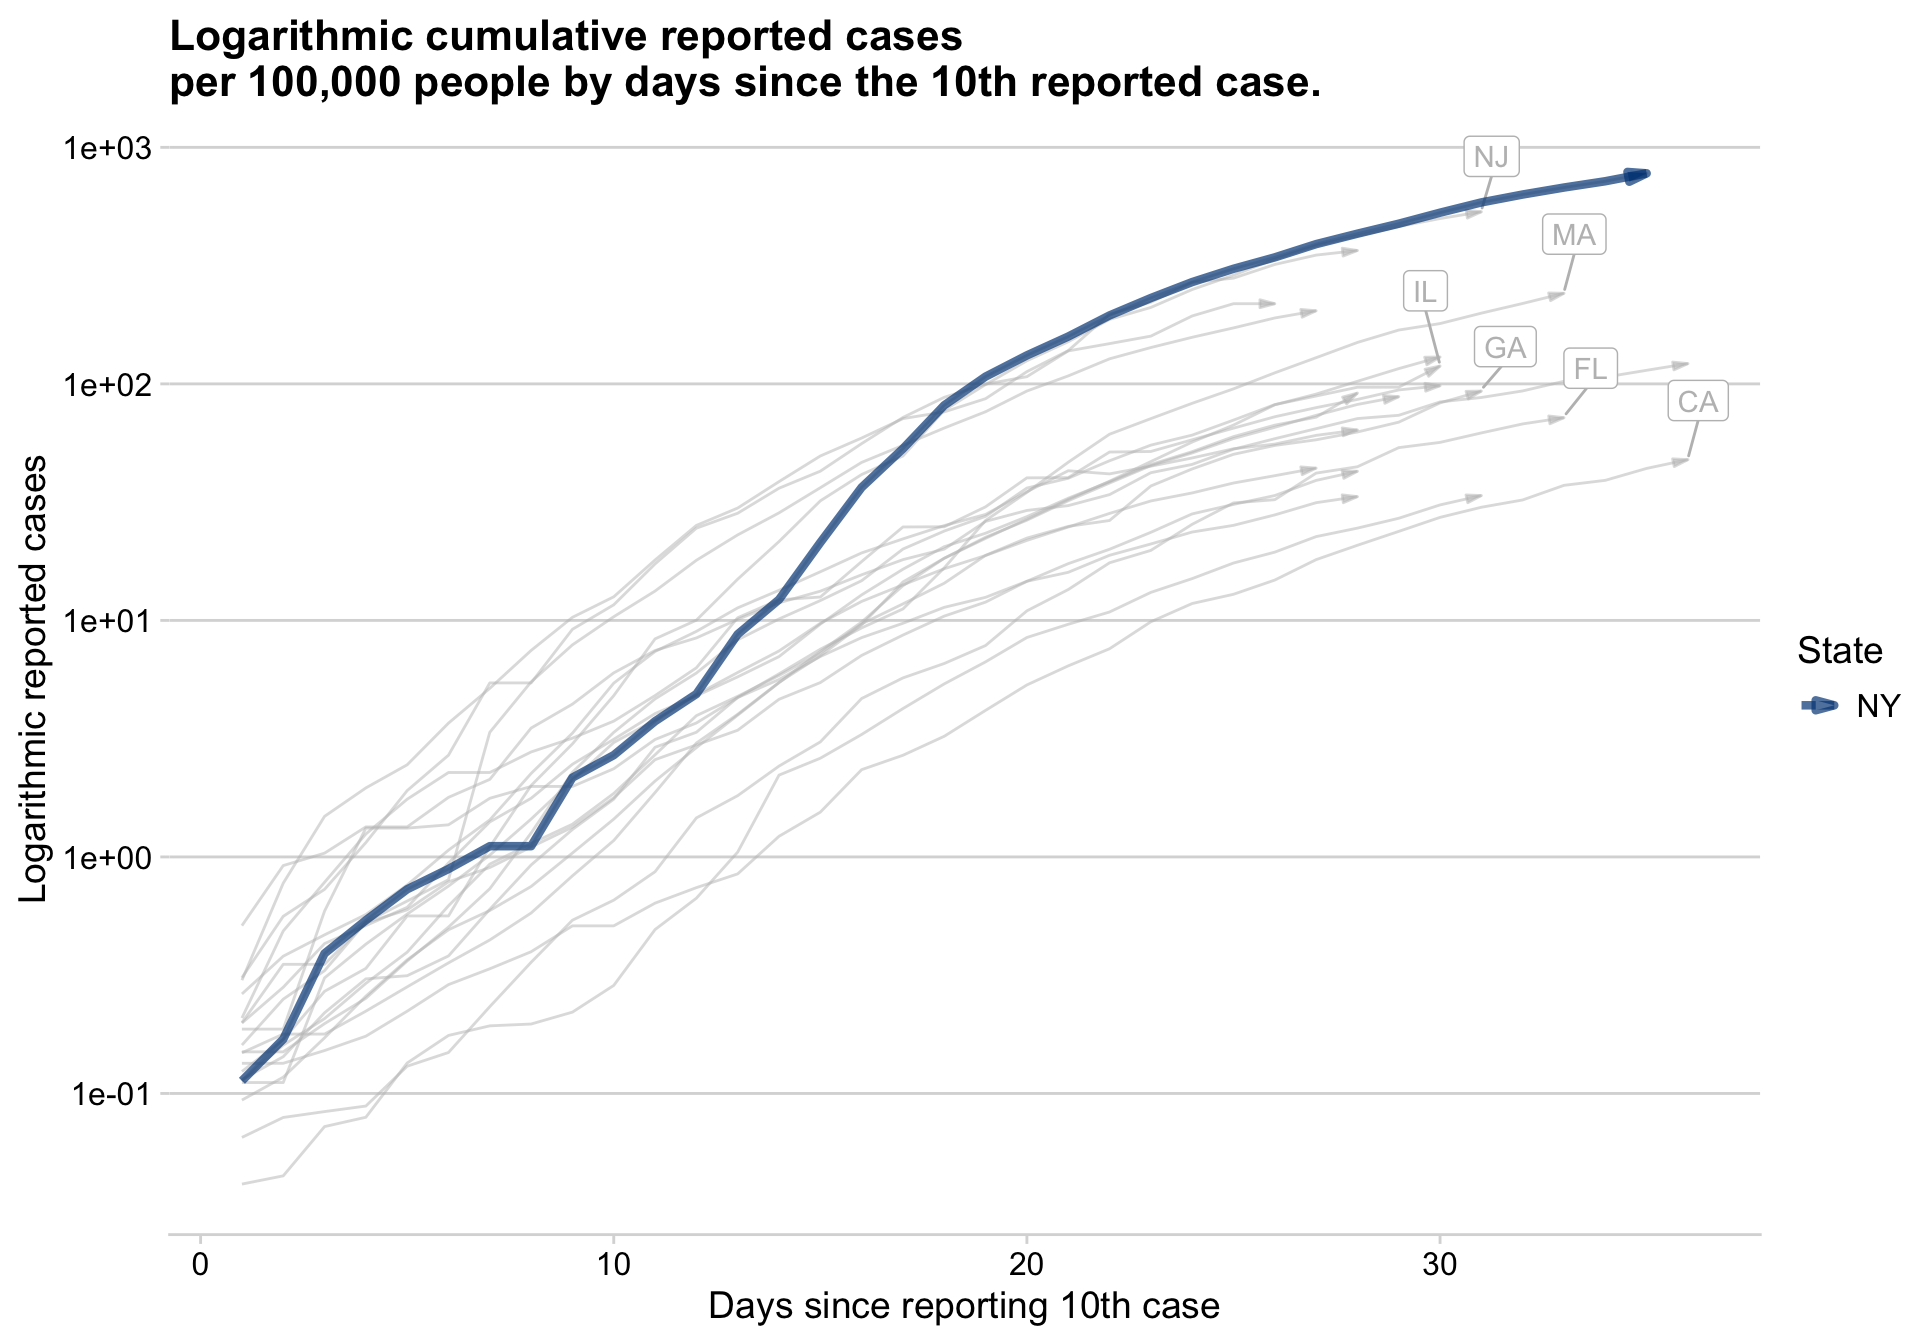 Logarithmic cumulative reported cases
per 100,000 people by days since the 10th reported case.
1e+03
1e+02
1e+01
1e+00
1e-01
Logarithmic reported cases
NJ
MA
IL
GA
FL
CA
State
NY
0
10
20
30
Days since reporting 10th case